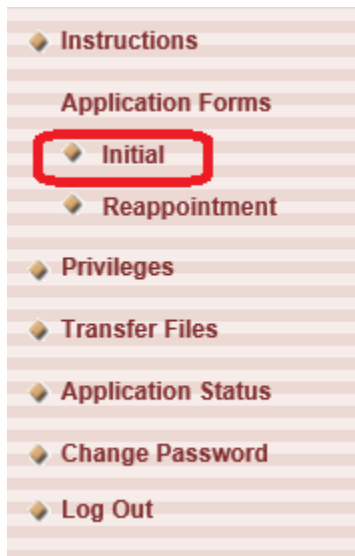 Instructions
Application Forms
Initial
Reappointment
Privileges
Transfer Files
Application Status
Change Password
Log Out